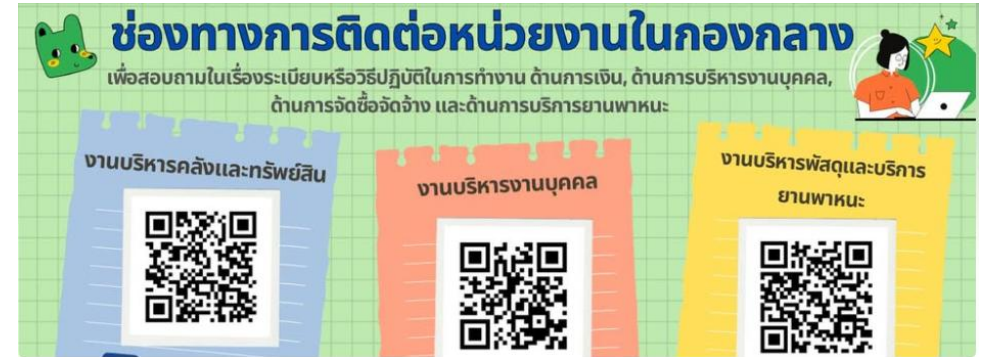 ช่องทางการติดต่อหน่วยงานในกองกลาง
เพื่อสอบถามในเรื่องระเบียบหรือวิธีปฏิบัติในการทำงาน ด้านการเงิน, ด้านการบริหารงานบุคคล,
ด้านการจัดซื้อจัดจ้าง และด้านการบริการยานพาหนะ
งานบริหารคลังและทรัพย์สิน
งานบริหารงานบุคคล
งานบริหารพัสดุและบริการ
ยานพาหนะ